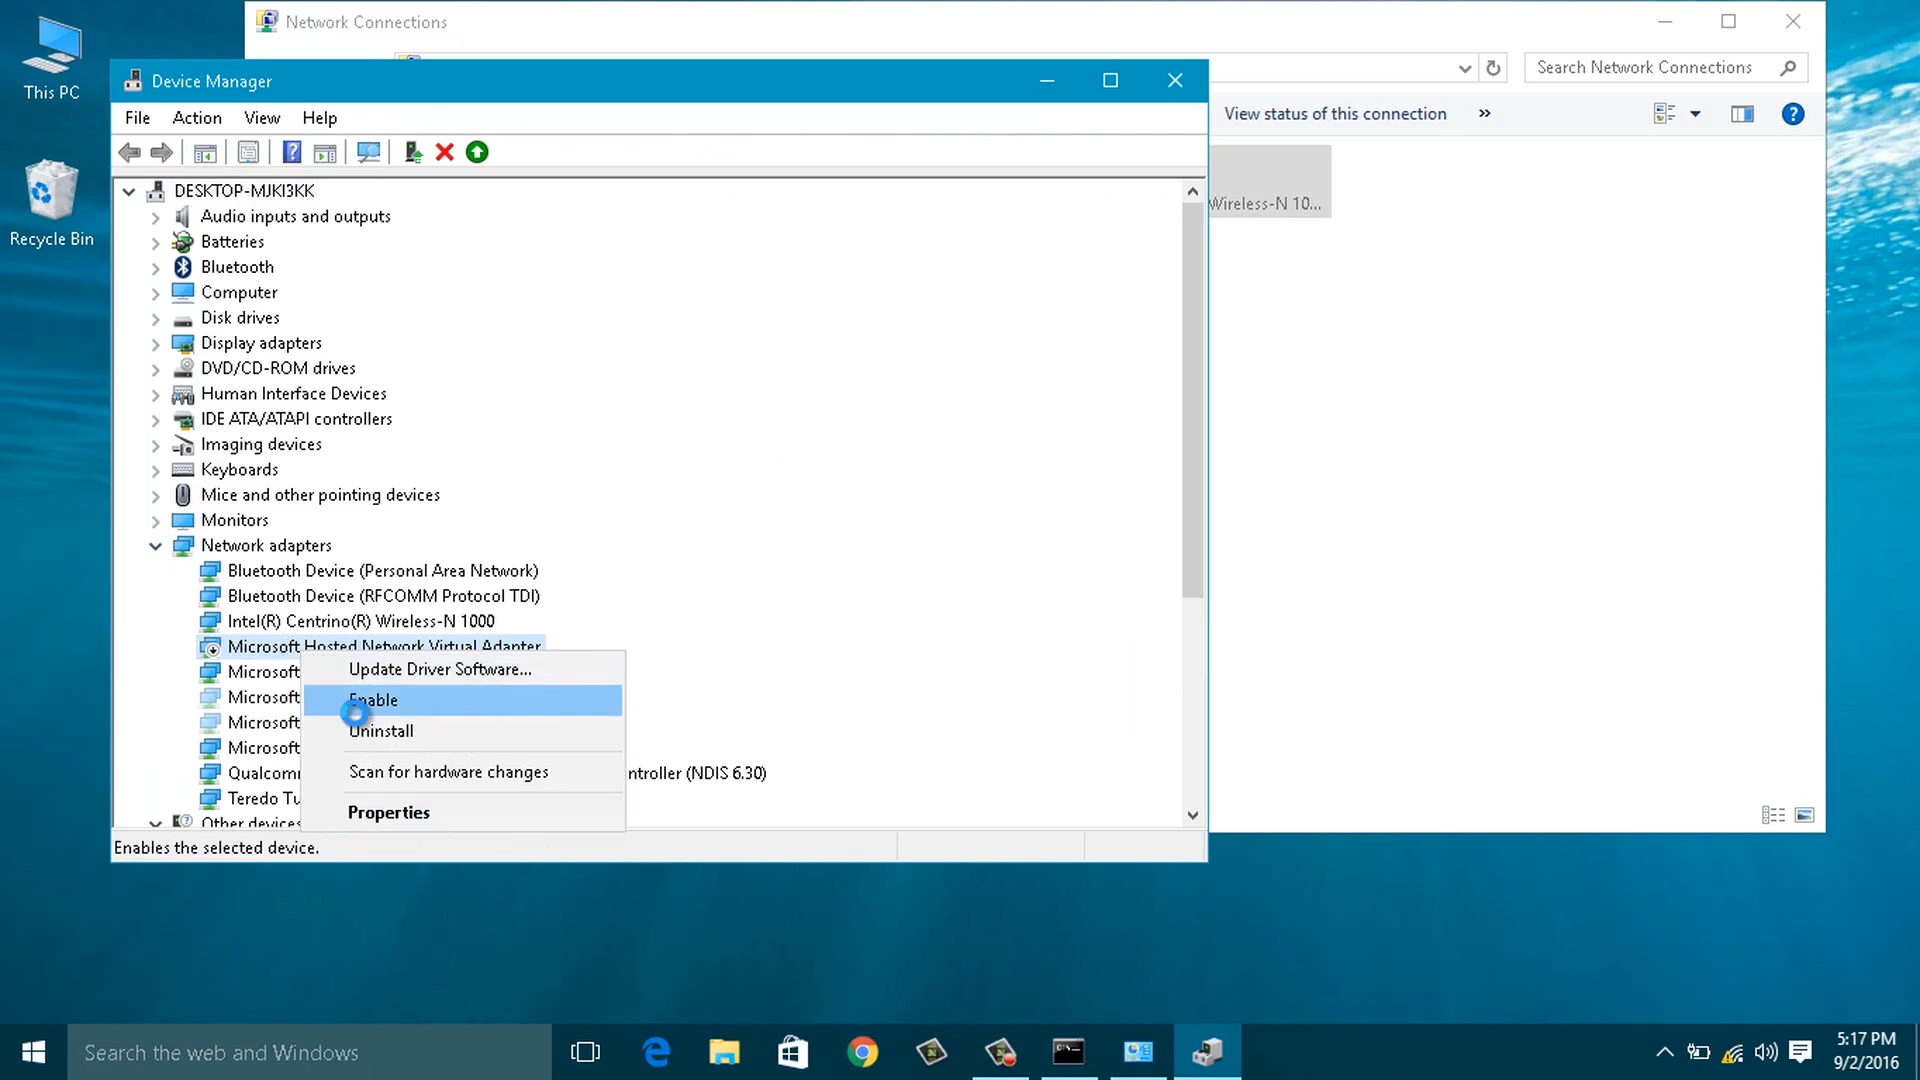 Network Connections
This PC
Recycle Bin
Device Manager
File Action View Help
Search Network Connections
View status of this connection »
Wireless-N 10...
DESKTOP-MJKI3KK
Audio inputs and outputs
Batteries
Bluetooth
Computer
Disk drives
Display adapters
DVD/CD-ROM drives
Human Interface Devices
IDE ATA/ATAPI controllers
Imaging devices
Keyboards
Mice and other pointing devices
Monitors
Network adapters
Bluetooth Device (Personal Area Network)
Bluetooth Device (RFCOMM Protocol TDI)
Intel(R) Centrino(R) Wireless-N 1000
Microsoft Hosted Network Virtual Adapter
Microsoft
Microsoft
Microsoft
Microsoft
Qualcomm
ntroller (NDIS 6.30)
Teredo Tu
Other devices
Update Driver Software...
Enable
Uninstall
Scan for hardware changes
Properties
Enables the selected device.
Search the web and Windows
5:17 PM
9/2/2016